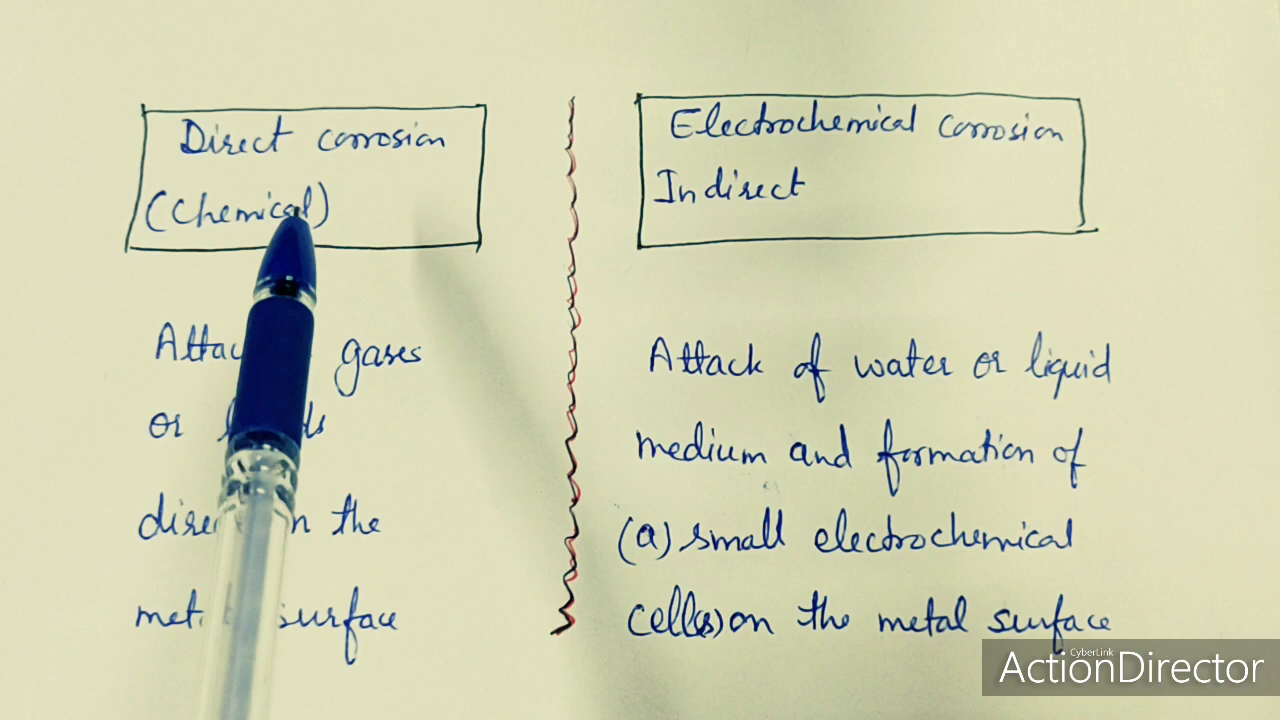 Direct corrosion
(Chemical)
gases
or
the
surface
Electrochemical corrosion
Indirect
Attack of water or liquid
medium and formation of
(a) small electrochemical
cell(s) on the metal surface
CyberLink
ActionDirector